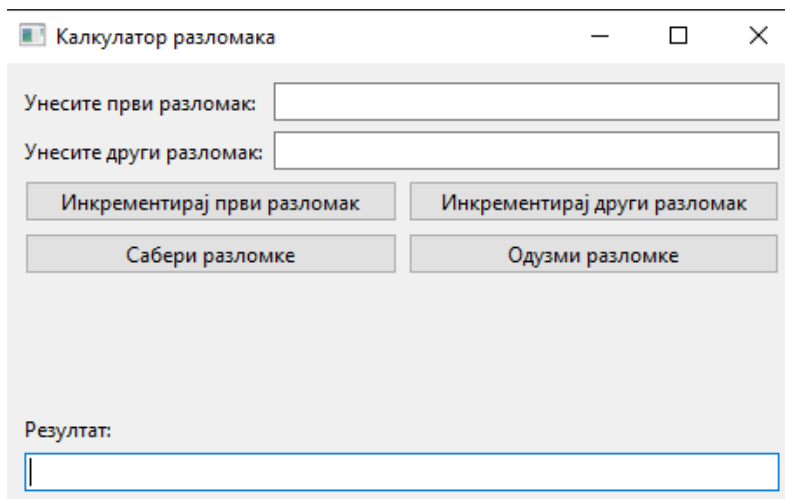 Калкулатор разломака
Унесите први разломак:
Унесите други разломак:
Инкрементирај први разломак Инкрементирај други разломак
Сабери разломке Одузми разломке
Резултат: